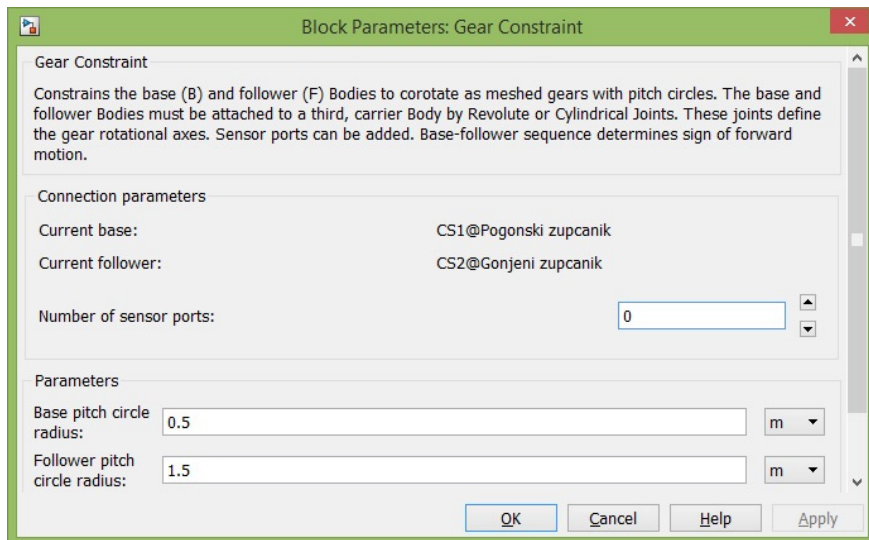 Block Parameters: Gear Constraint
Gear Constraint
Constrains the base (B) and follower (F) Bodies to corotate as meshed gears with pitch circles. The base and
follower Bodies must be attached to a third, carrier Body by Revolute or Cylindrical Joints. These joints define
the gear rotational axes. Sensor ports can be added. Base-follower sequence determines sign of forward
motion.
Connection parameters
Current base: CS1@Pogonski zupcanik
Current follower: CS2@Gonjeni zupcanik
Number of sensor ports: 0
Parameters
Base pitch circle
radius: 0.5 m
Follower pitch
circle radius: 1.5 m
OK Cancel Help Apply